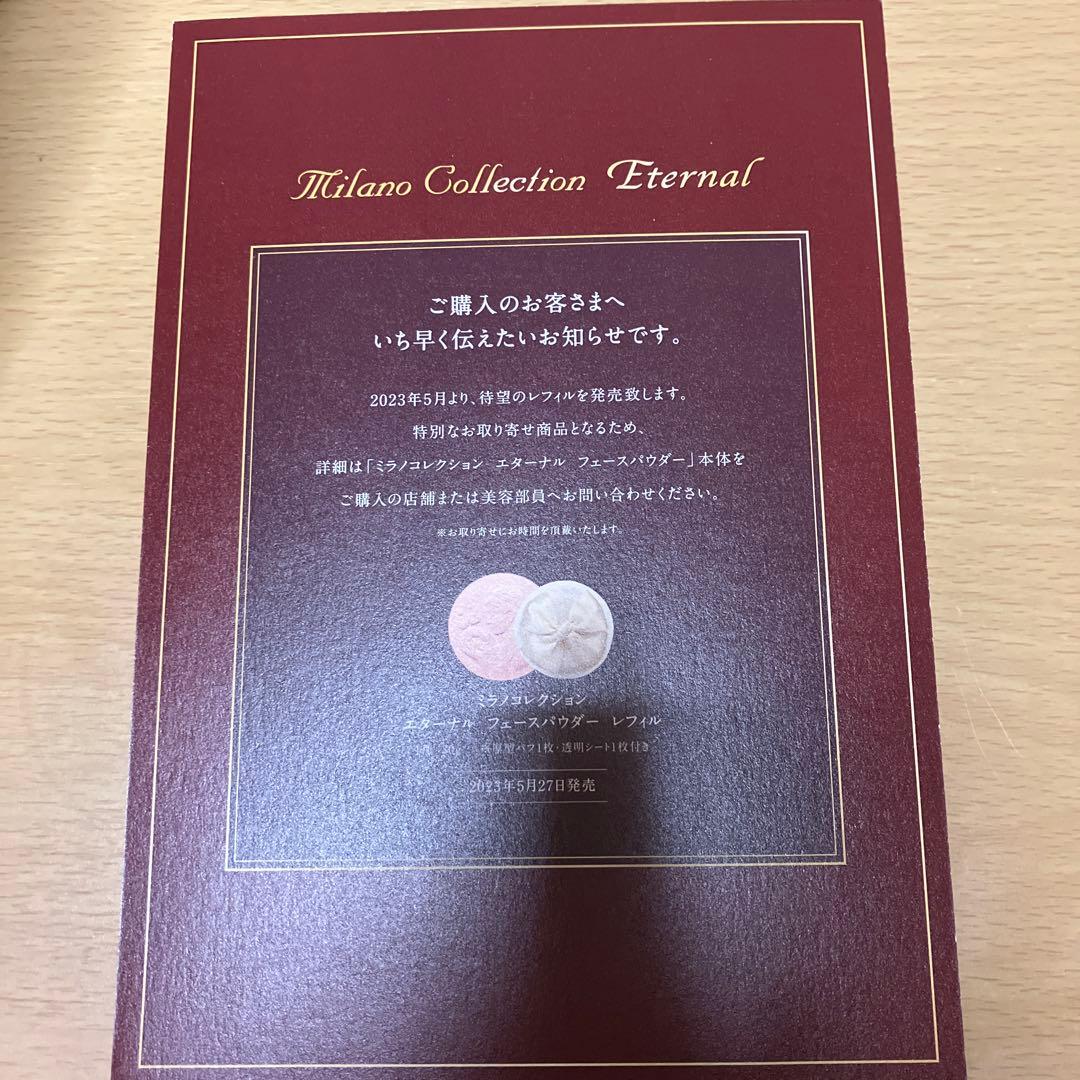 Milano Collection Eternal
ご購入のお客さまへ
いち早く伝えたいお知らせです。
2023年5月より、待望のレフィルを発売致します。
特別なお取り寄せ商品となるため、
詳細は「ミラノコレクション エターナル フェースパウダー」本体を
ご購入の店舗または美容部員へお問い合わせください。
※お取り寄せにお時間を頂戴いたします。
ミラノコレクション
エターナル フェースパウダー レフィル
パフ1枚・透明シート1枚付き
2023年5月27日発売